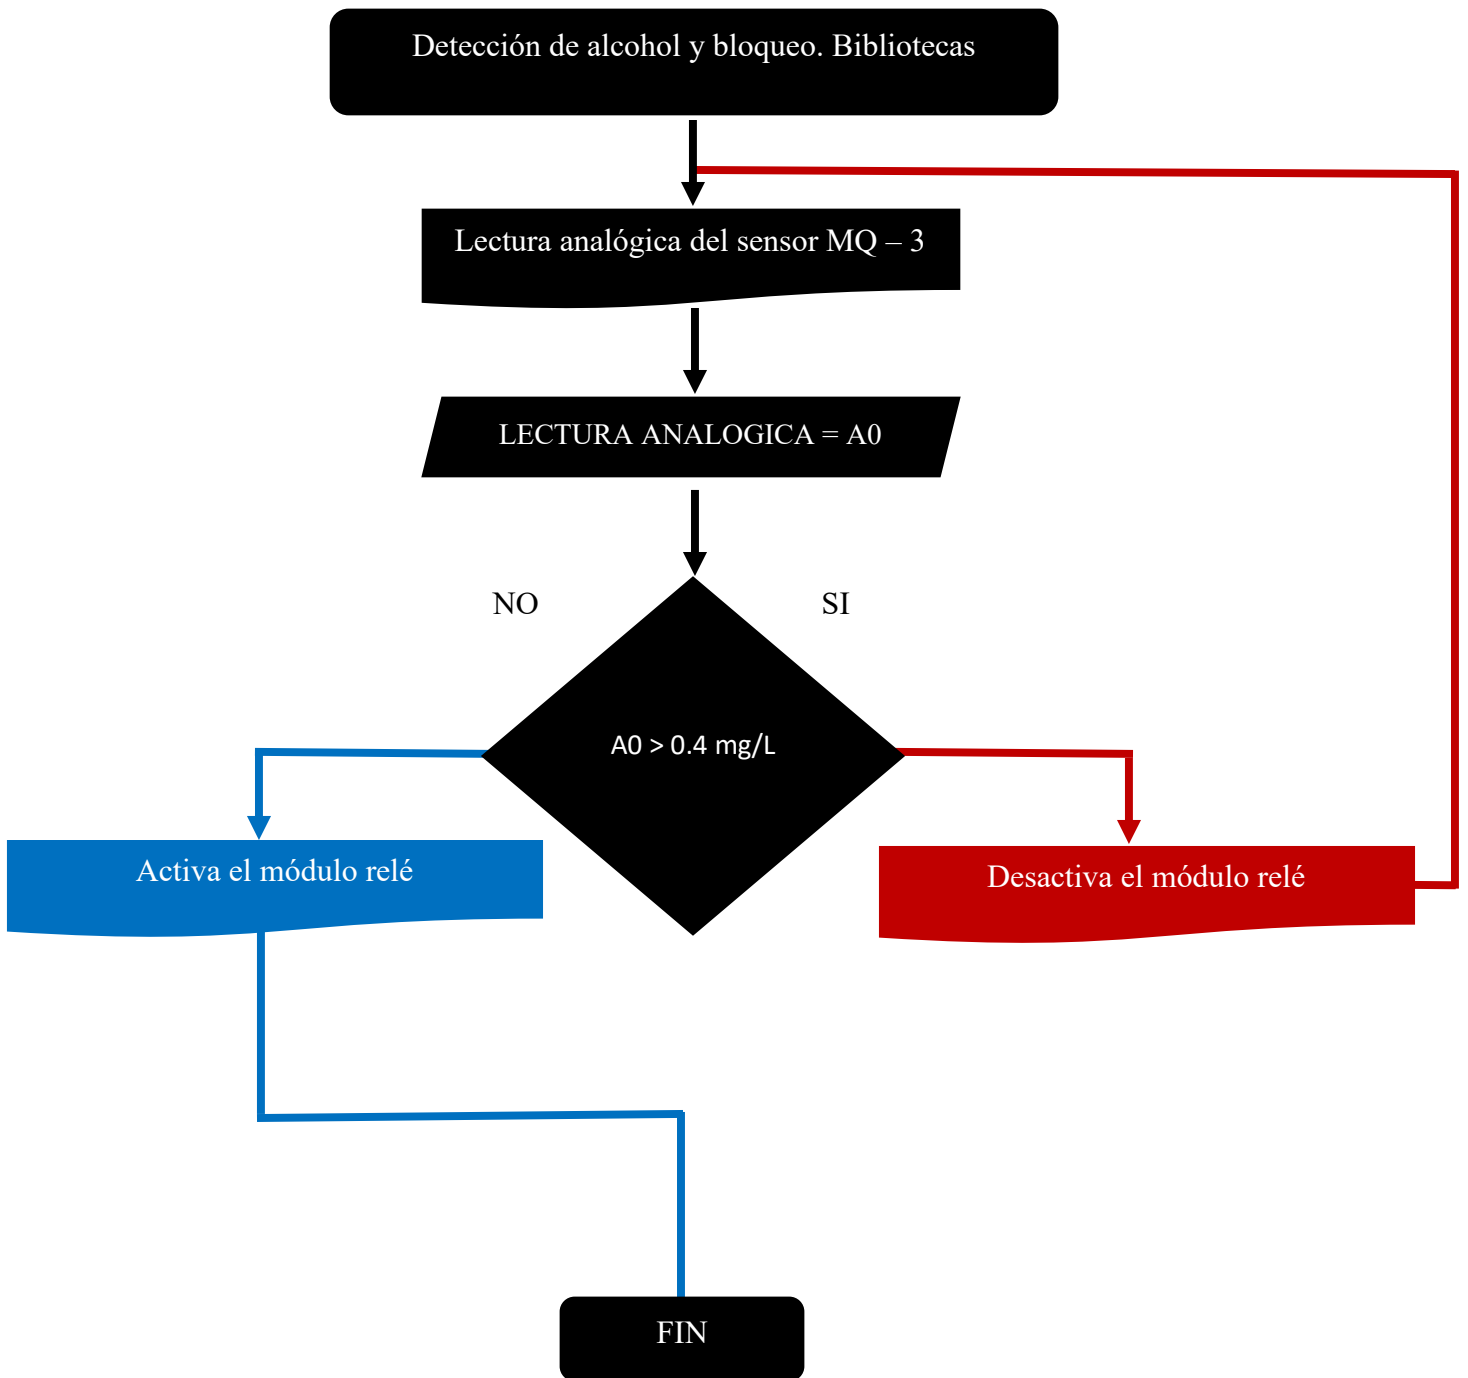 Detección de alcohol y bloqueo. Bibliotecas
Lectura analógica del sensor MQ – 3
LECTURA ANALOGICA = A0
NO
SI
A0 > 0.4 mg/L
Activa el módulo relé
Desactiva el módulo relé
FIN